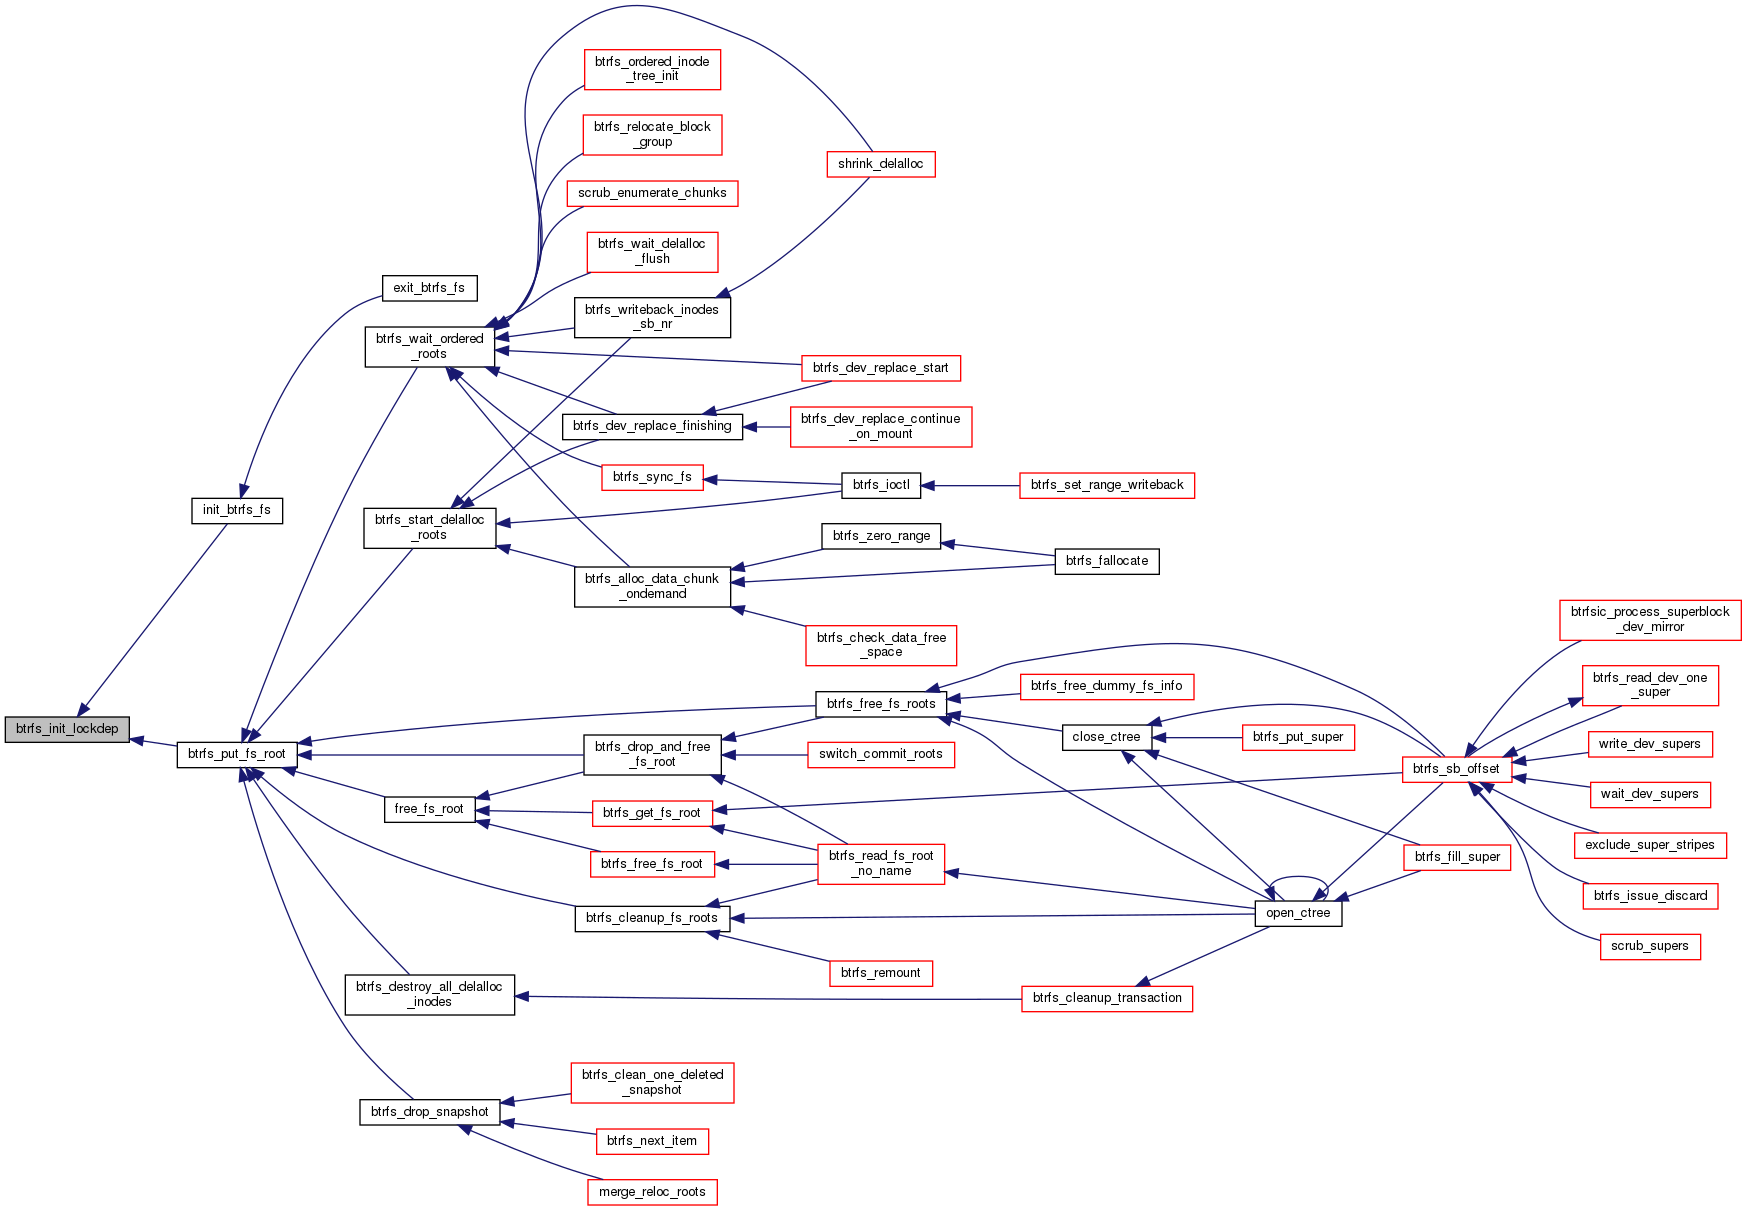 btrfs_ordered_inode
_tree_init
btrfs_relocate_block
_group
shrink_delalloc
scrub_enumerate_chunks
btrfs_wait_delalloc
_flush
exit_btrfs_fs
btrfs_writeback_inodes
_sb_nr
btrfs_wait_ordered
_roots
btrfs_dev_replace_start
btrfs_dev_replace_finishing
btrfs_dev_replace_continue
_on_mount
btrfs_sync_fs
btrfs_ioctl
btrfs_set_range_writeback
init_btrfs_fs
btrfs_start_delalloc
_roots
btrfs_zero_range
btrfs_fallocate
btrfs_alloc_data_chunk
_ondemand
btrfs_check_data_free
_space
btrfsic_process_superblock
_dev_mirror
btrfs_free_dummy_fs_info
btrfs_read_dev_one
_super
btrfs_free_fs_roots
btrfs_init_lockdep
btrfs_put_fs_root
btrfs_drop_and_free
_fs_root
switch_commit_roots
close_ctree
btrfs_put_super
write_dev_supers
btrfs_sb_offset
wait_dev_supers
free_fs_root
btrfs_get_fs_root
exclude_super_stripes
btrfs_free_fs_root
btrfs_read_fs_root
_no_name
btrfs_fill_super
btrfs_issue_discard
btrfs_cleanup_fs_roots
open_ctree
scrub_supers
btrfs_remount
btrfs_destroy_all_delalloc
_inodes
btrfs_cleanup_transaction
btrfs_clean_one_deleted
_snapshot
btrfs_drop_snapshot
btrfs_next_item
merge_reloc_roots